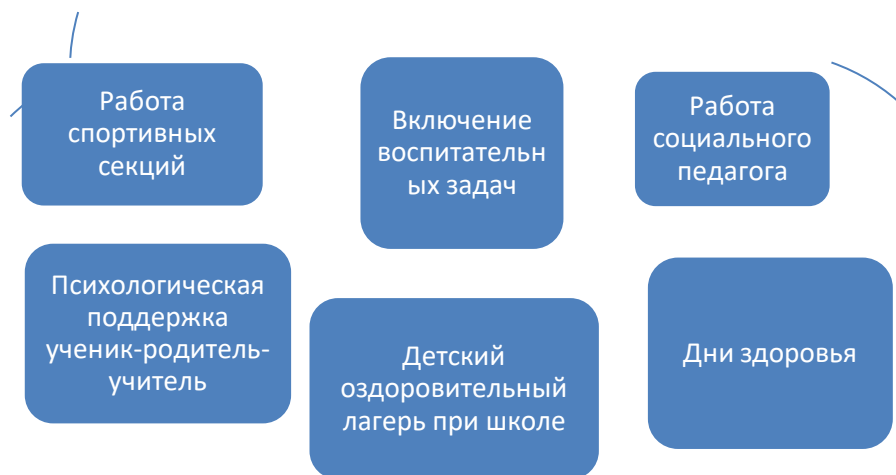 Работа
спортивных
секций
Включение
воспитательн
ых задач
Работа
социального
педагога
Психологическая
поддержка
ученик-родитель-
учитель
Детский
оздоровительный
лагерь при школе
Дни здоровья